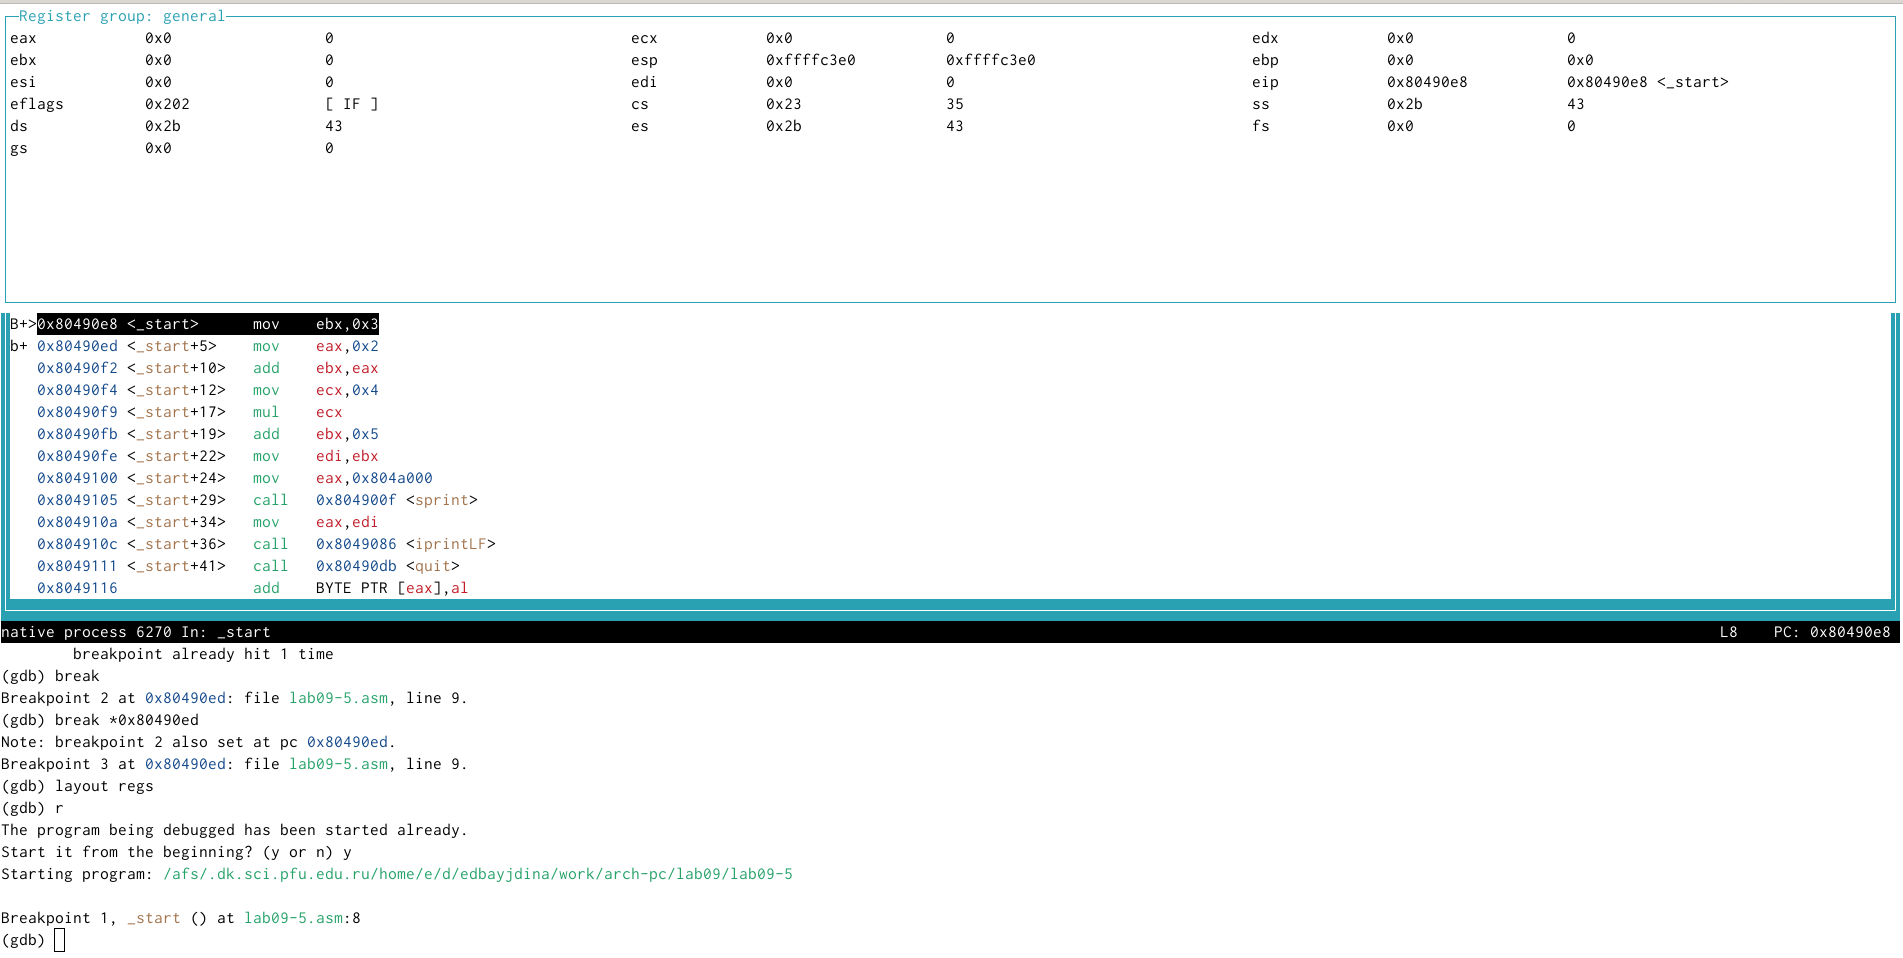 Register group: general
eax 0x0 0 ecx 0x0 0 edx 0x0 0
ebx 0x0 0 esp 0xffffc3e0 0xffffc3e0 ebp 0x0 0x0
esi 0x0 0 edi 0x0 0 eip 0x80490e8 0x80490e8 <_start>
eflags 0x202 [ IF ] cs 0x23 35 ss 0x2b 43
ds 0x2b 43 es 0x2b 43 fs 0x0 0
gs 0x0 0
B+>0x80490e8 <_start> mov ebx,0x3
b+ 0x80490ed <_start+5> mov eax,0x2
0x80490f2 <_start+10> add ebx,eax
0x80490f4 <_start+12> mov ecx,0x4
0x80490f9 <_start+17> mul ecx
0x80490fb <_start+19> add ebx,0x5
0x80490fe <_start+22> mov edi,ebx
0x8049100 <_start+24> mov eax,0x804a000
0x8049105 <_start+29> call 0x804900f <sprint>
0x804910a <_start+34> mov eax,edi
0x804910c <_start+36> call 0x8049086 <iprintLF>
0x8049111 <_start+41> call 0x80490db <quit>
0x8049116 add BYTE PTR [eax],al
native process 6270 In: _start L8 PC: 0x80490e8
breakpoint already hit 1 time
(gdb) break
Breakpoint 2 at 0x80490ed: file lab09-5.asm, line 9.
(gdb) break *0x80490ed
Note: breakpoint 2 also set at pc 0x80490ed.
Breakpoint 3 at 0x80490ed: file lab09-5.asm, line 9.
(gdb) layout regs
(gdb) r
The program being debugged has been started already.
Start it from the beginning? (y or n) y
Starting program: /afs/.dk.sci.pfu.edu.ru/home/e/d/edbayjdina/work/arch-pc/lab09/lab09-5
Breakpoint 1, _start () at lab09-5.asm:8
(gdb)